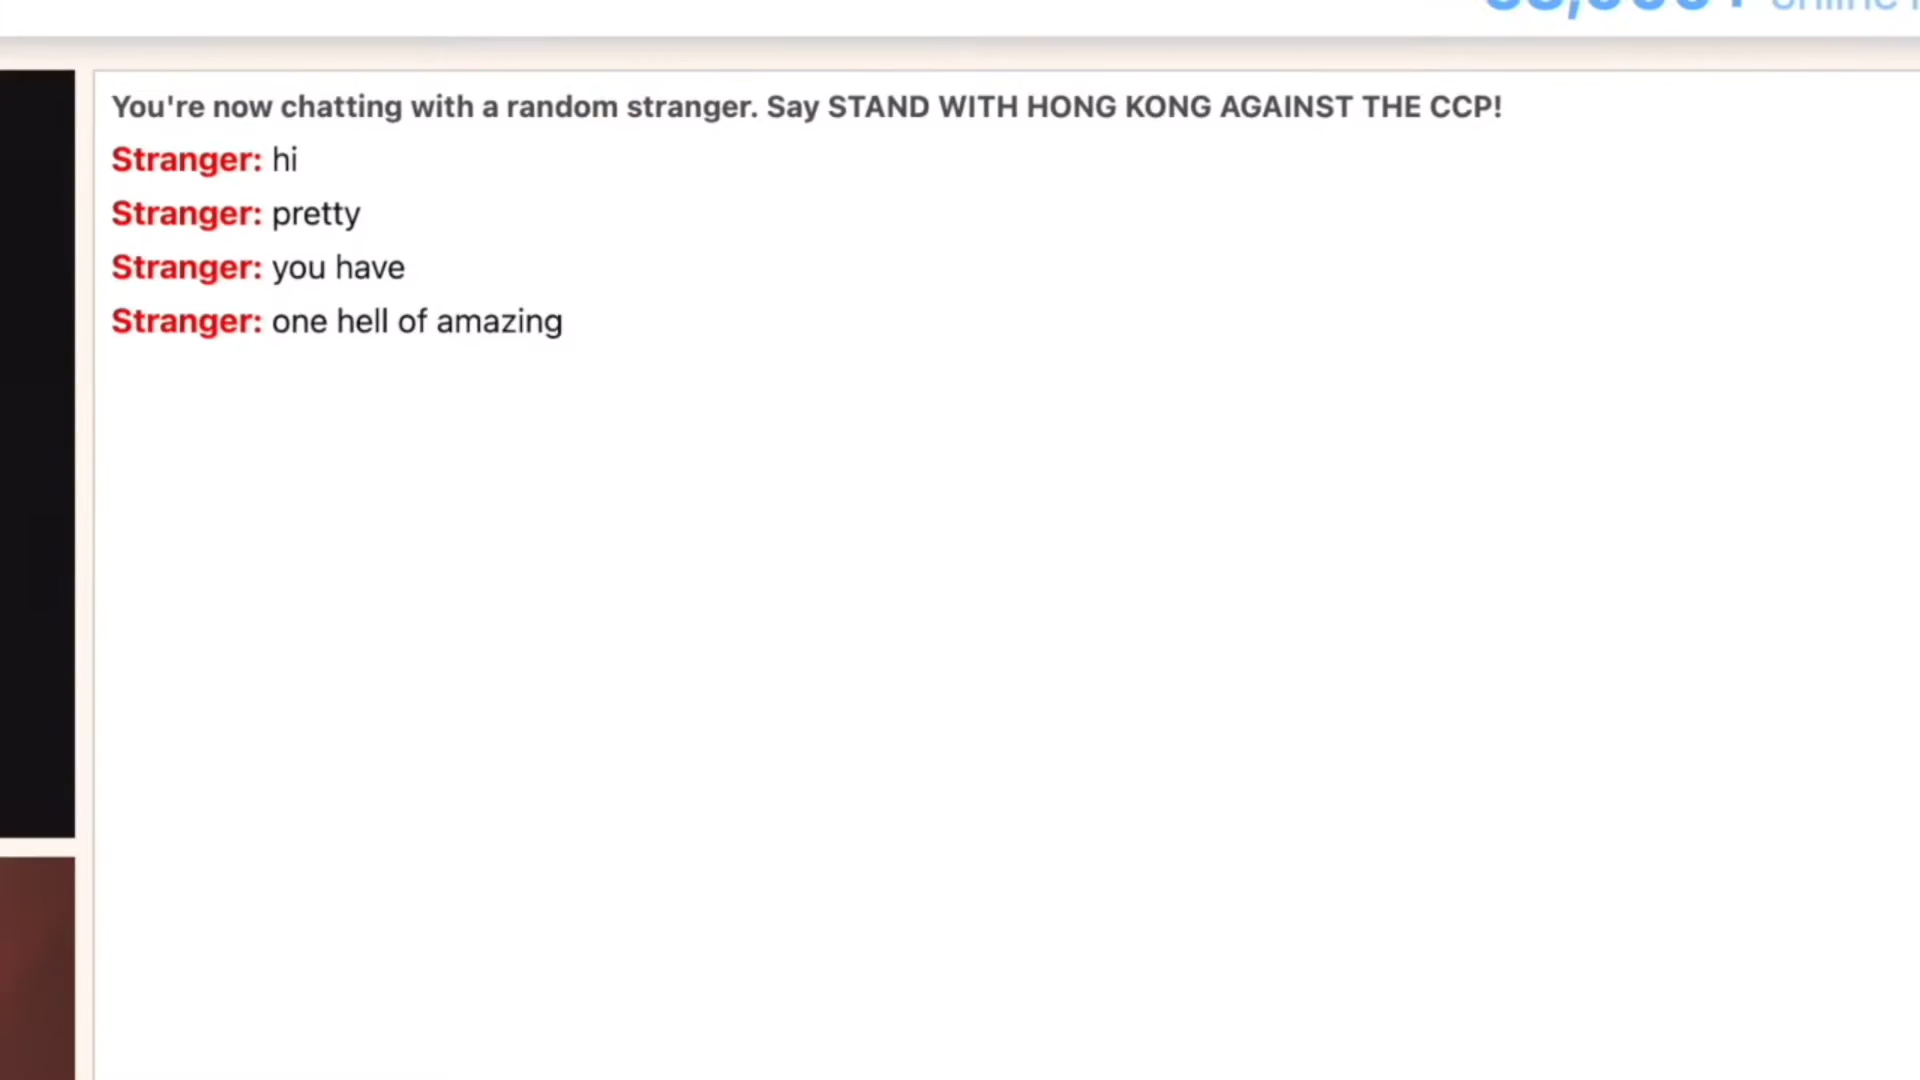 online
You're now chatting with a random stranger. Say STAND WITH HONG KONG AGAINST THE CCP!
Stranger: hi
Stranger: pretty
Stranger: you have
Stranger: one hell of amazing